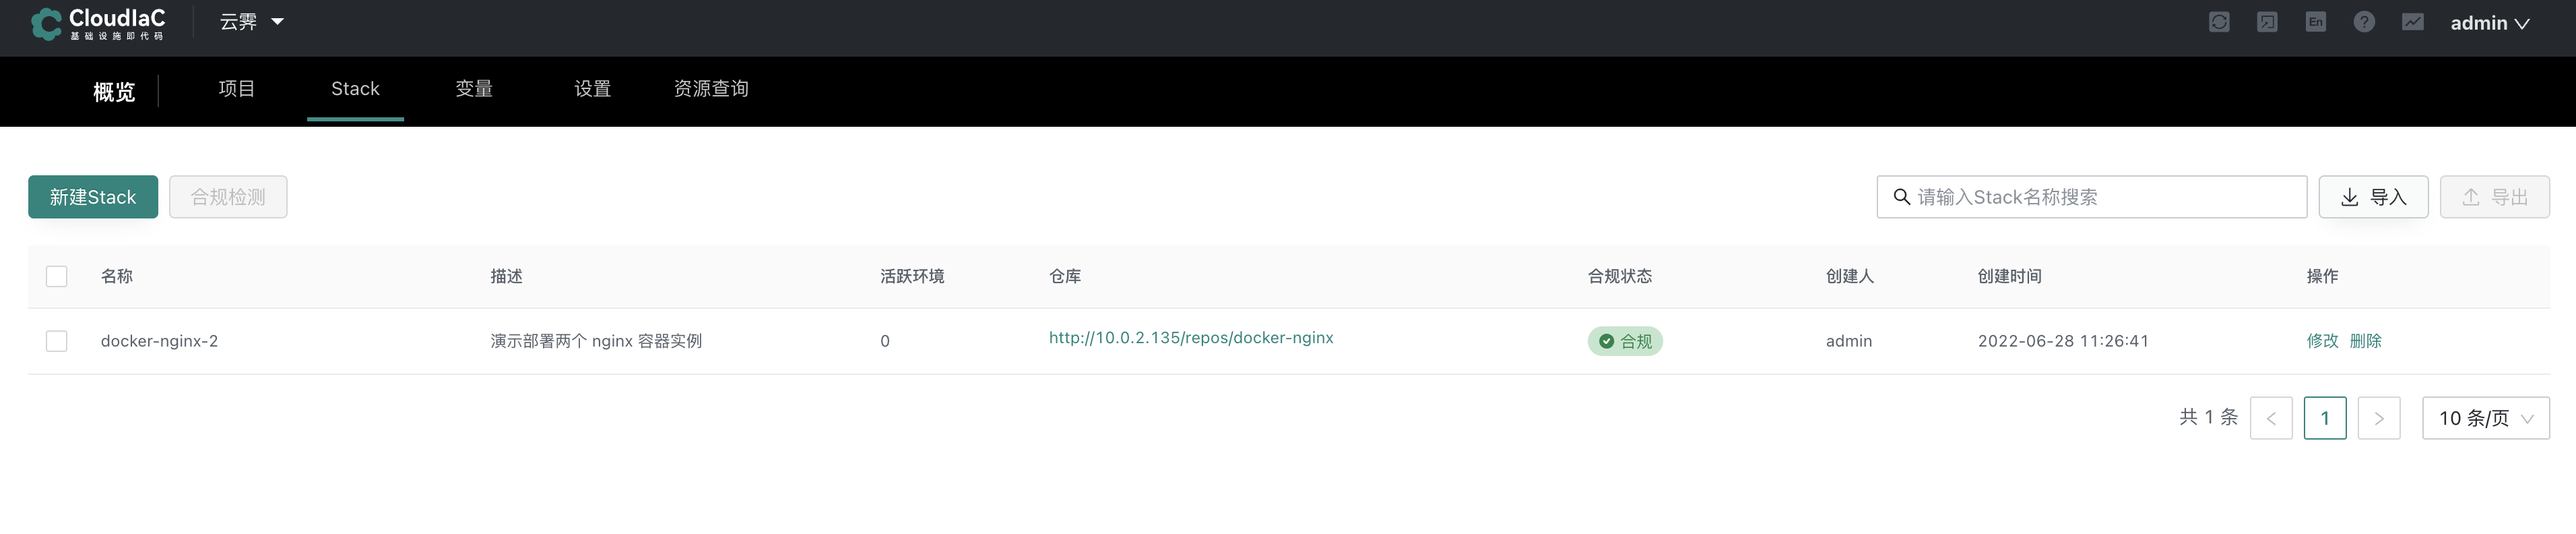 CloudIaC
基础设施即代码
云霁
En
?
admin
概览
项目
Stack
变量
设置
资源查询
新建Stack
合规检测
请输入Stack名称搜索
导入
导出
名称 描述 活跃环境 仓库 合规状态 创建人 创建时间 操作
docker-nginx-2 演示部署两个 nginx 容器实例 0 http://10.0.2.135/repos/docker-nginx 合规 admin 2022-06-28 11:26:41 修改 删除
共 1 条 < 1 > 10 条/页